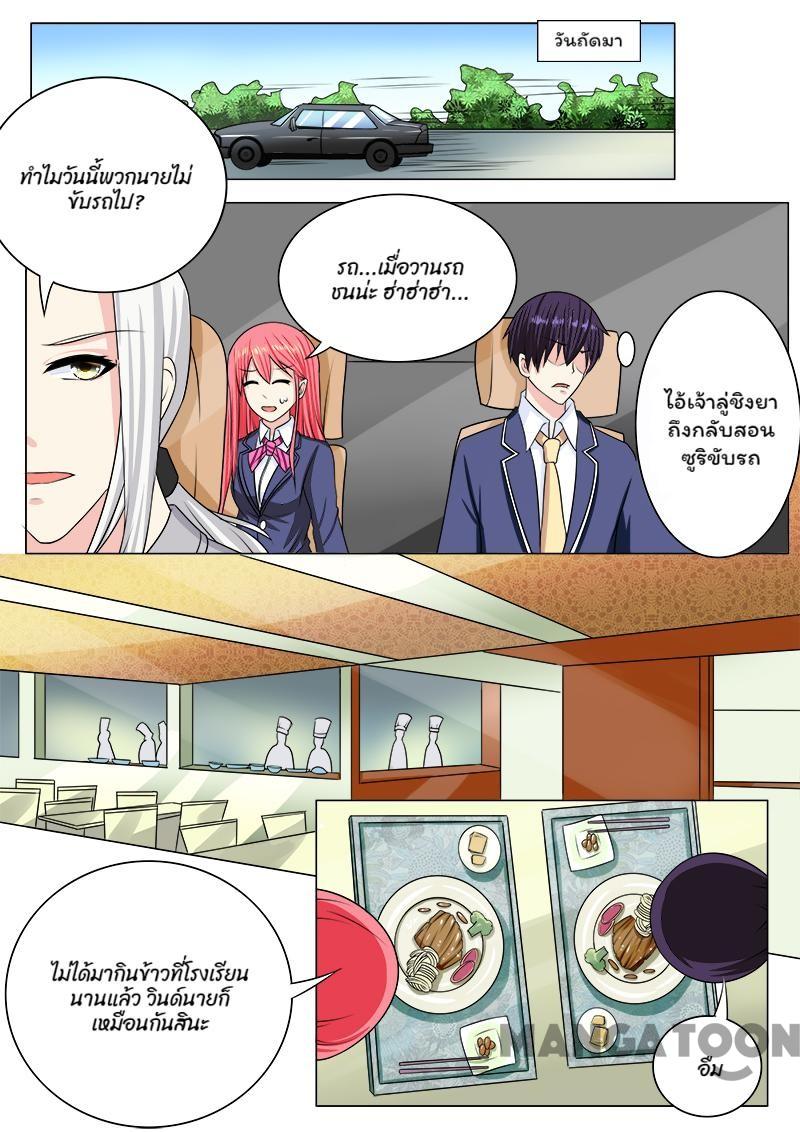 วันถัดมา
ทำไมวันนี้พวกนายไม่
ขับรถไป?
รถ...เมื่อวานรถ
ชนน่ะ ฮ่าฮ่าฮ่า...
ไอ้เจ้าลู่ชิงยา
ถึงกลับสอน
ซูริขับรถ
ไม่ได้มากินข้าวที่โรงเรียน
นานแล้ว วินด์นายก็
เหมือนกันสินะ
MANGATOON
อืม